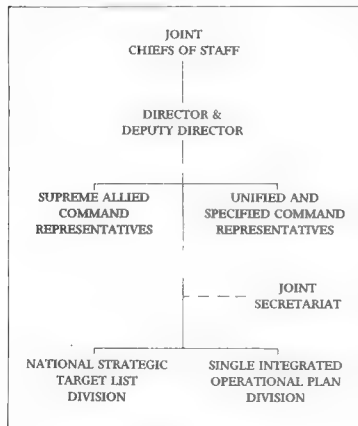 JOINT
CHIEFS OF STAFF
DIRECTOR &
DEPUTY DIRECTOR
SUPREME ALLIED
COMMAND
REPRESENTATIVES
UNIFIED AND
SPECIFIED COMMAND
REPRESENTATIVES
JOINT
SECRETARIAT
NATIONAL STRATEGIC
TARGET LIST
DIVISION
SINGLE INTEGRATED
OPERATIONAL PLAN
DIVISION